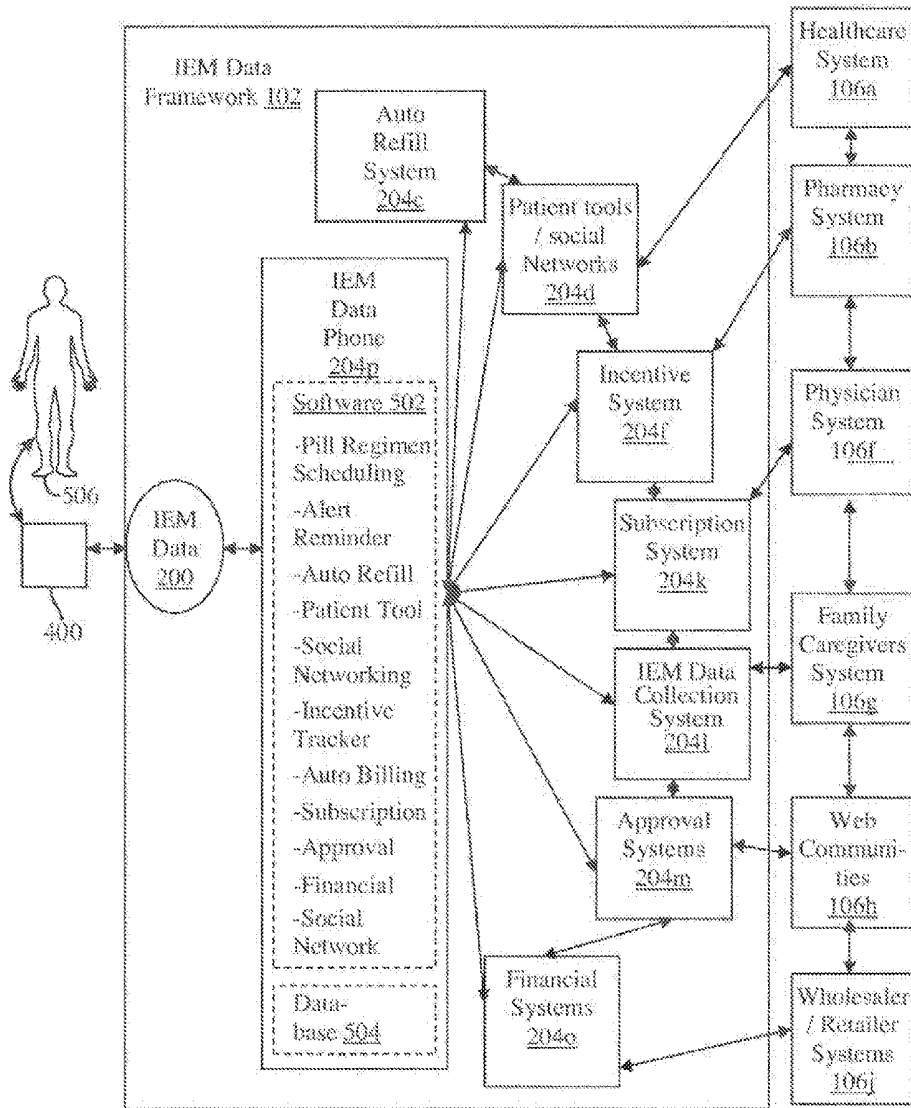 IEM Data
Framework 102
Auto
Refill
System
204c
Patient tools
/ social
Networks
204d
IEM
Data
Phone
204p
Software 502
-Pill Regimen
Scheduling
-Alert
Reminder
-Auto Refill
-Patient Tool
-Social
Networking
-Incentive
Tracker
-Auto Billing
-Subscription
-Approval
-Financial
-Social
Network
Data-
base 504
506
400
IEM
Data
200
Incentive
System
204f
Subscription
System
204k
IEM Data
Collection
System
204l
Approval
Systems
204m
Financial
Systems
204o
Healthcare
System
106a
Pharmacy
System
106b
Physician
System
106f
Family
Caregivers
System
106g
Web
Communi-
ties
106h
Wholesaler
/ Retailer
Systems
106j